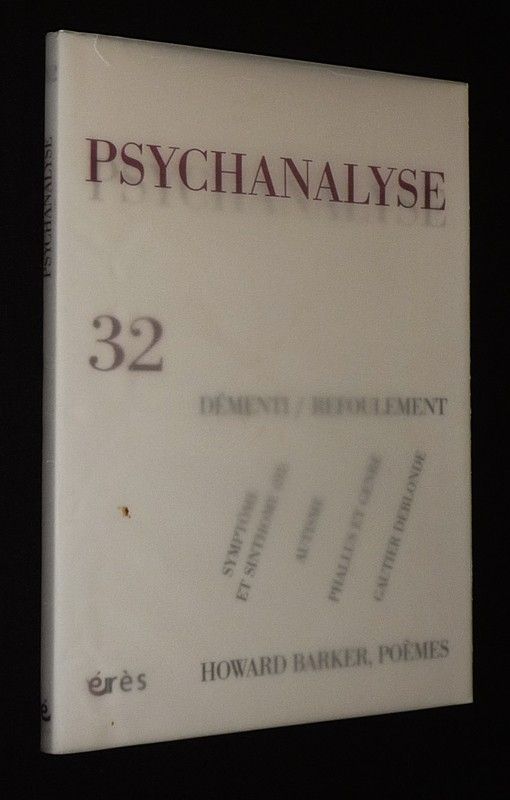 PSYCHANALYSE
PSYCHANALYSE
32
DÉMENTI / REFOULEMENT
SYMPTÔME
ET SINTHOME (II)
AUTISME
PHALLUS ET GENRE
GAUTIER DEBLONDE
HOWARD BARKER, POÈMES
érès
é